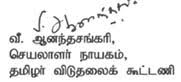 வீ. ஆனந்தசங்கரி,
செயலாளர் நாயகம்,
தமிழர் விடுதலைக் கூட்டணி